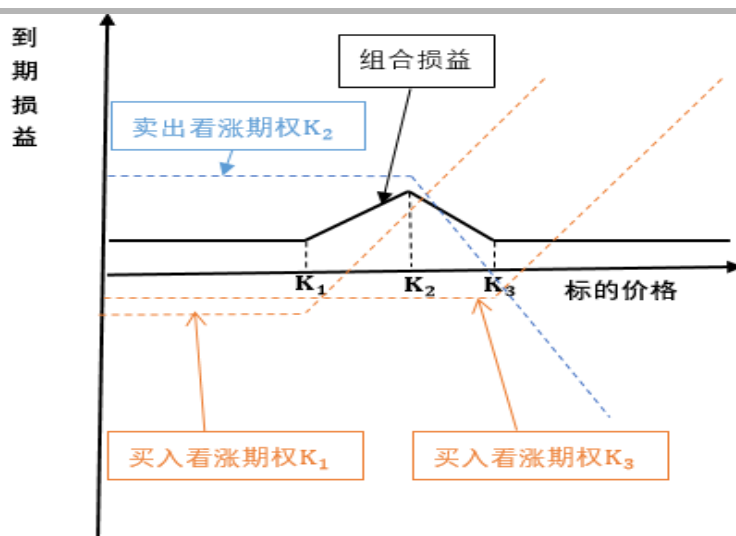 到期损益
组合损益
卖出看涨期权K₂
K₁
K₂
K₃
标的价格
买入看涨期权K₁
买入看涨期权K₃